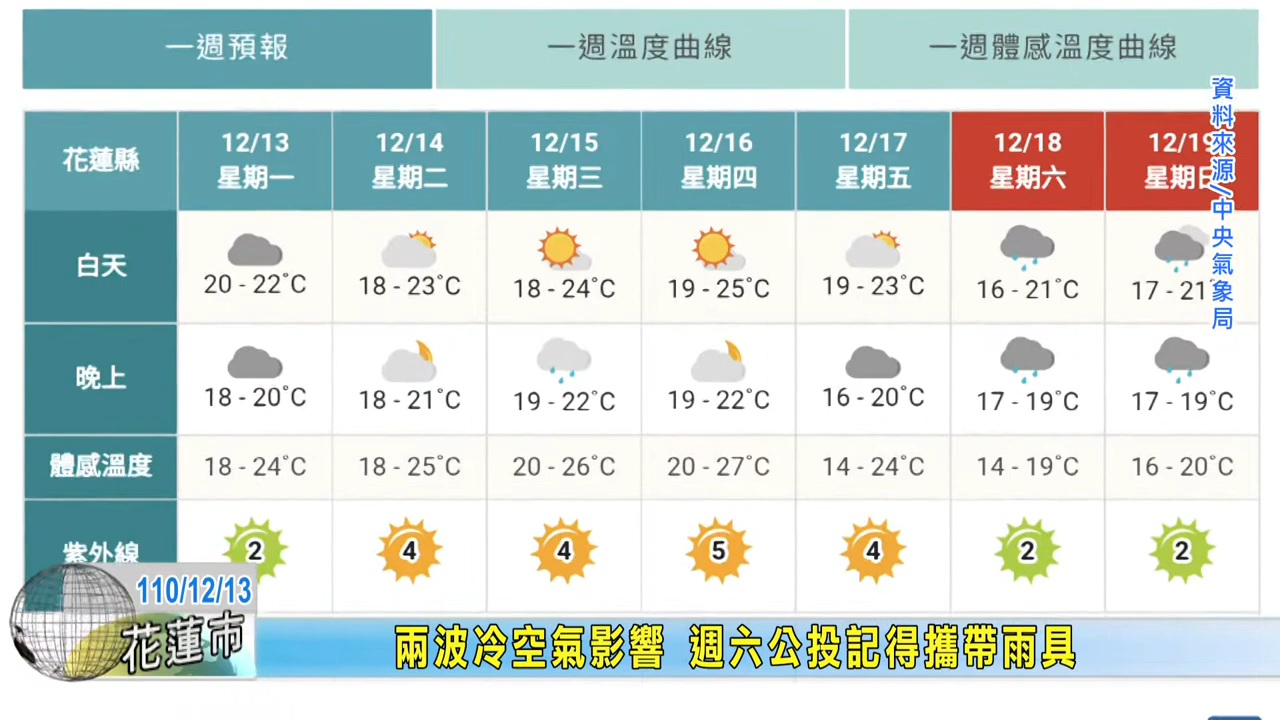 一週預報 一週溫度曲線 一週體感溫度曲線
資料來源/中央氣象局
花蓮縣 12/13 星期一 12/14 星期二 12/15 星期三 12/16 星期四 12/17 星期五 12/18 星期六 12/19 星期日
白天 20 - 22°C 18 - 23°C 18 - 24°C 19 - 25°C 19 - 23°C 16 - 21°C 17 - 21
晚上 18 - 20°C 18 - 21°C 19 - 22°C 19 - 22°C 16 - 20°C 17 - 19°C 17 - 19°C
體感溫度 18 - 24°C 18 - 25°C 20 - 26°C 20 - 27°C 14 - 24°C 14 - 19°C 16 - 20°C
紫外線 2 4 4 5 4 2 2
110/12/13
花蓮市
兩波冷空氣影響 週六公投記得攜帶雨具